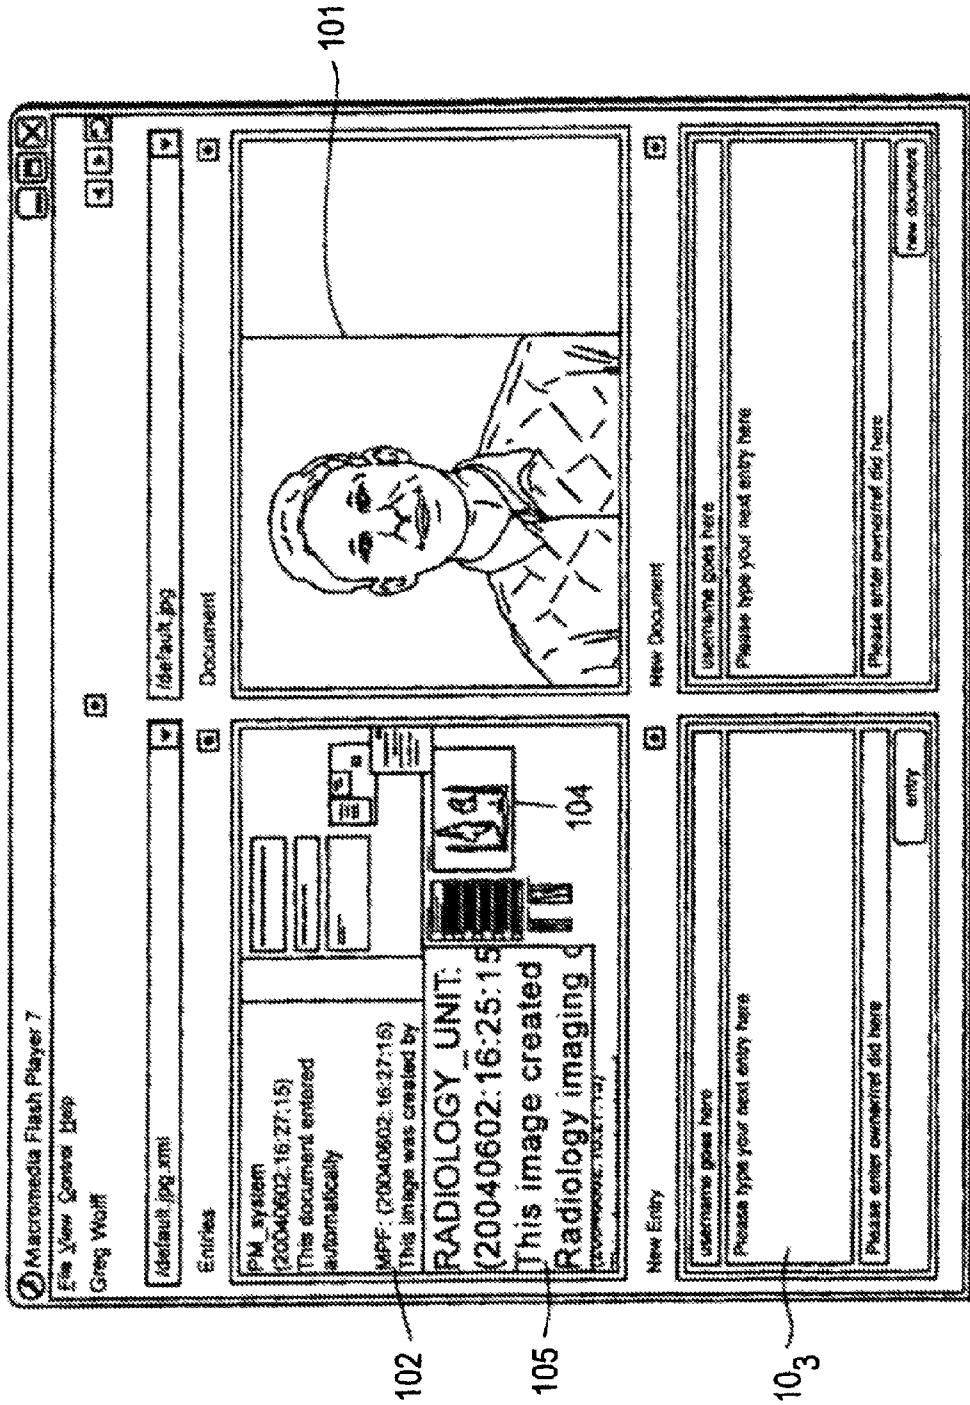 Macromedia Flash Player 7
File View Control Help
Greg Wolff
/default.jpg.xml
/default.jpg
Entries
Document
PM_system
(20040602:16:27:15)
This document entered
automatically
MPF: (20040602:16:27:15)
This image was created by
RADIOLOGY_UNIT:
(20040602:16:25:15
This image created
Radiology imaging
101
102
104
105
New Entry
username goes here
Please type your next entry here
Please enter owner/ref did here
entry
New Document
username goes here
Please type your next entry here
Please enter owner/ref did here
new document
103